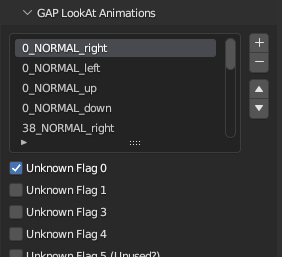 GAP LookAt Animations
0_NORMAL_right
0_NORMAL_left
0_NORMAL_up
0_NORMAL_down
38_NORMAL_right
Unknown Flag 0
Unknown Flag 1
Unknown Flag 3
Unknown Flag 4
Unknown Flag 5 (Unused?)